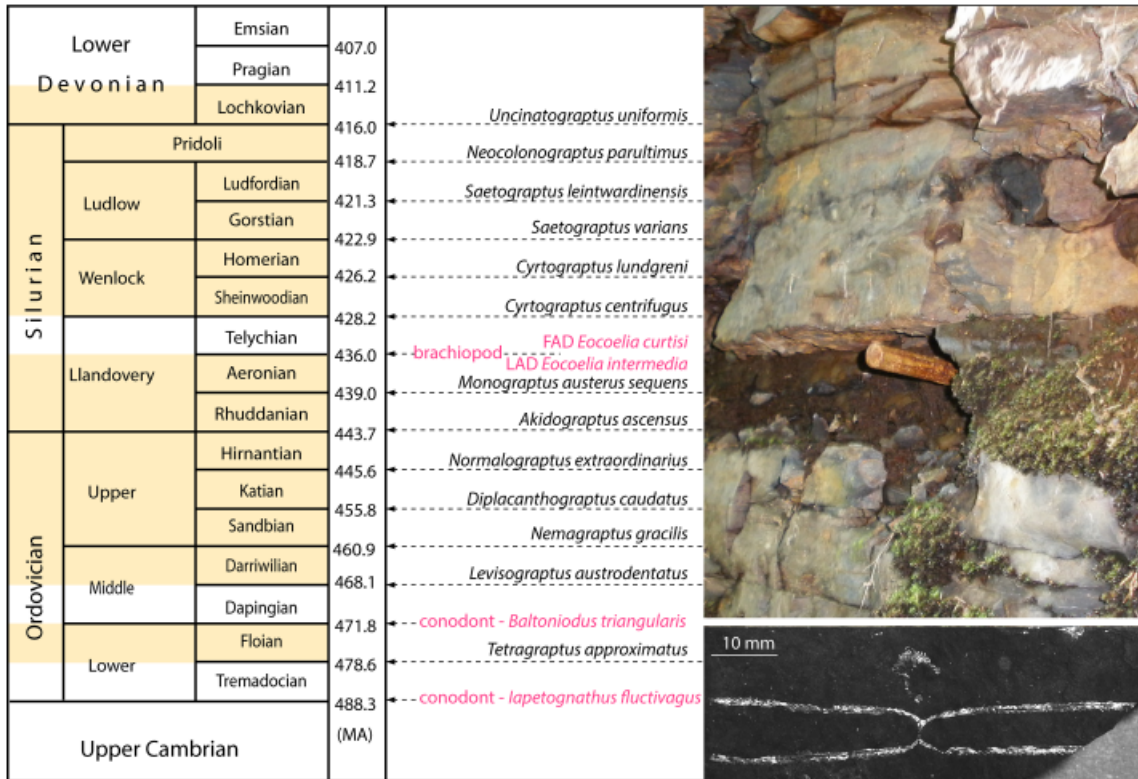 Lower
Devonian
Emsian
407.0
Pragian
411.2
Lochkovian
416.0
Uncinatograptus uniformis
Silurian
Pridoli
418.7
Neocolonograptus parultimus
Ludlow
Ludfordian
421.3
Saetograptus leintwardinensis
Gorstian
422.9
Saetograptus varians
Wenlock
Homerian
426.2
Cyrtograptus lundgreni
Sheinwoodian
428.2
Cyrtograptus centrifugus
Llandovery
Telychian
436.0
brachiopod
FAD Eocoelia curtisi
LAD Eocoelia intermedia
Aeronian
439.0
Monograptus austerus sequens
Rhuddanian
443.7
Akidograptus ascensus
Ordovician
Upper
Hirnantian
445.6
Normalograptus extraordinarius
Katian
455.8
Diplacanthograptus caudatus
Sandbian
460.9
Nemagraptus gracilis
Middle
Darriwilian
468.1
Levisograptus austrodentatus
Dapingian
471.8
conodont - Baltoniodus triangularis
Lower
Floian
478.6
Tetragraptus approximatus
Tremadocian
488.3
conodont - Iapetognathus fluctivagus
(MA)
Upper Cambrian
10 mm